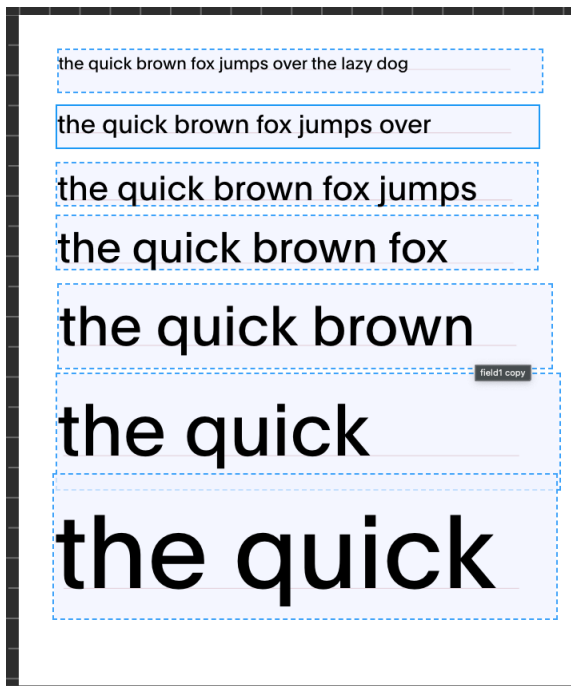 the quick brown fox jumps over the lazy dog
the quick brown fox jumps over
the quick brown fox jumps
the quick brown fox
the quick brown
field1 copy
the quick
the quick